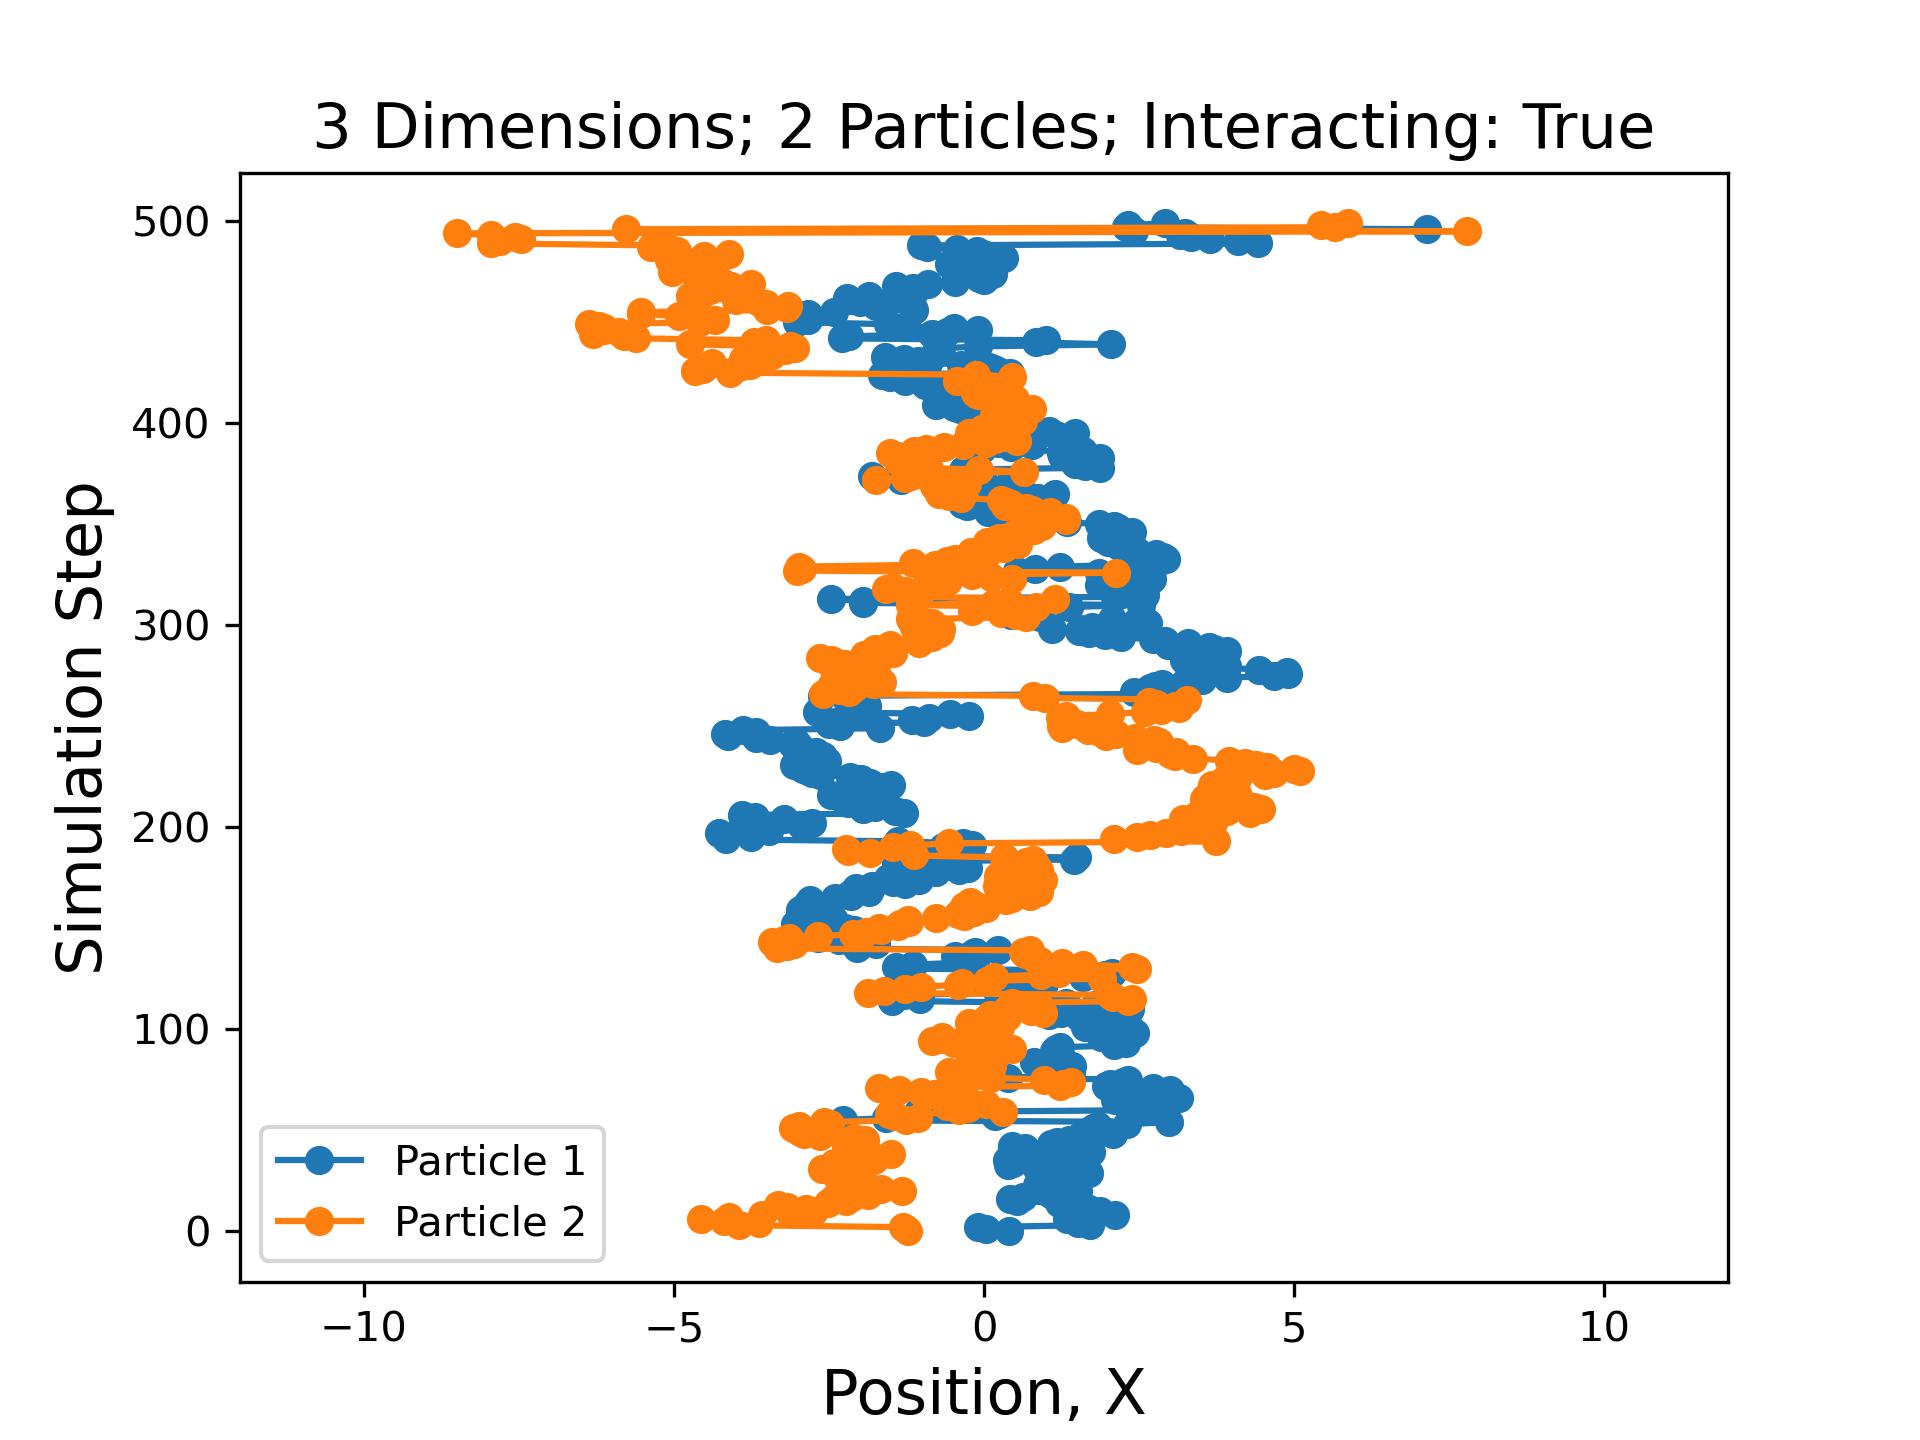 3 Dimensions; 2 Particles; Interacting: True
Simulation Step
500
400
300
200
100
0
Particle 1
Particle 2
−10 −5 0 5 10
Position, X